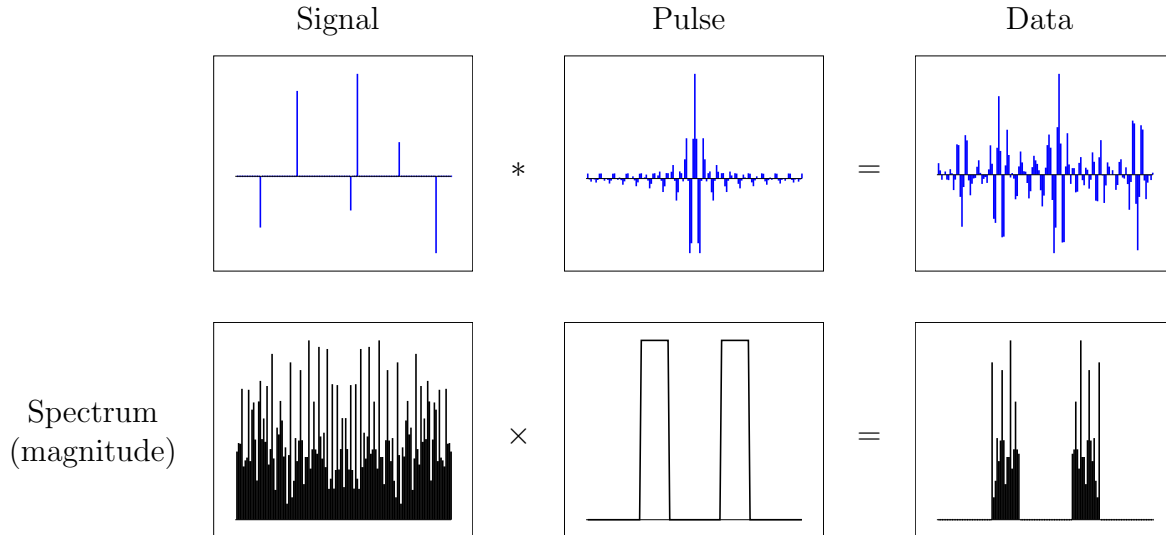 Signal Pulse Data
* =
Spectrum
(magnitude)
× =